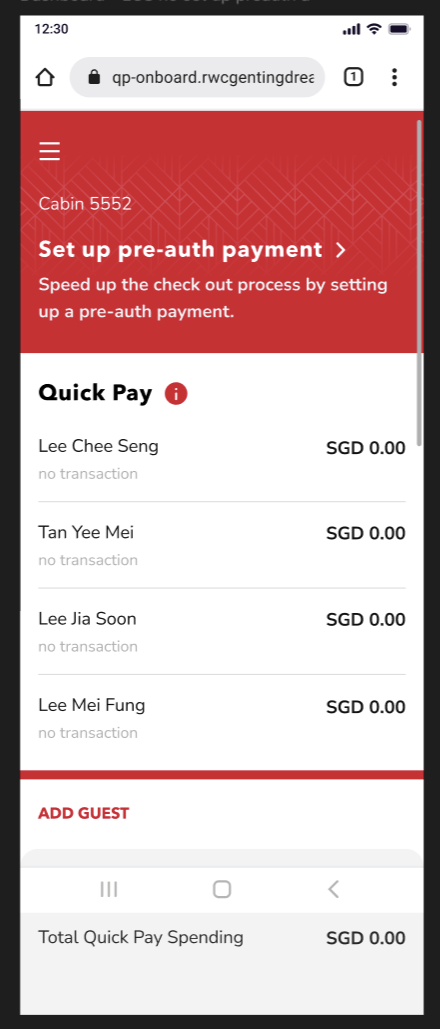 12:30
qp-onboard.rwcgentingdrea
1
Cabin 5552
Set up pre-auth payment
Speed up the check out process by setting
up a pre-auth payment.
Quick Pay i
Lee Chee Seng SGD 0.00
no transaction
Tan Yee Mei SGD 0.00
no transaction
Lee Jia Soon SGD 0.00
no transaction
Lee Mei Fung SGD 0.00
no transaction
ADD GUEST
Total Quick Pay Spending SGD 0.00